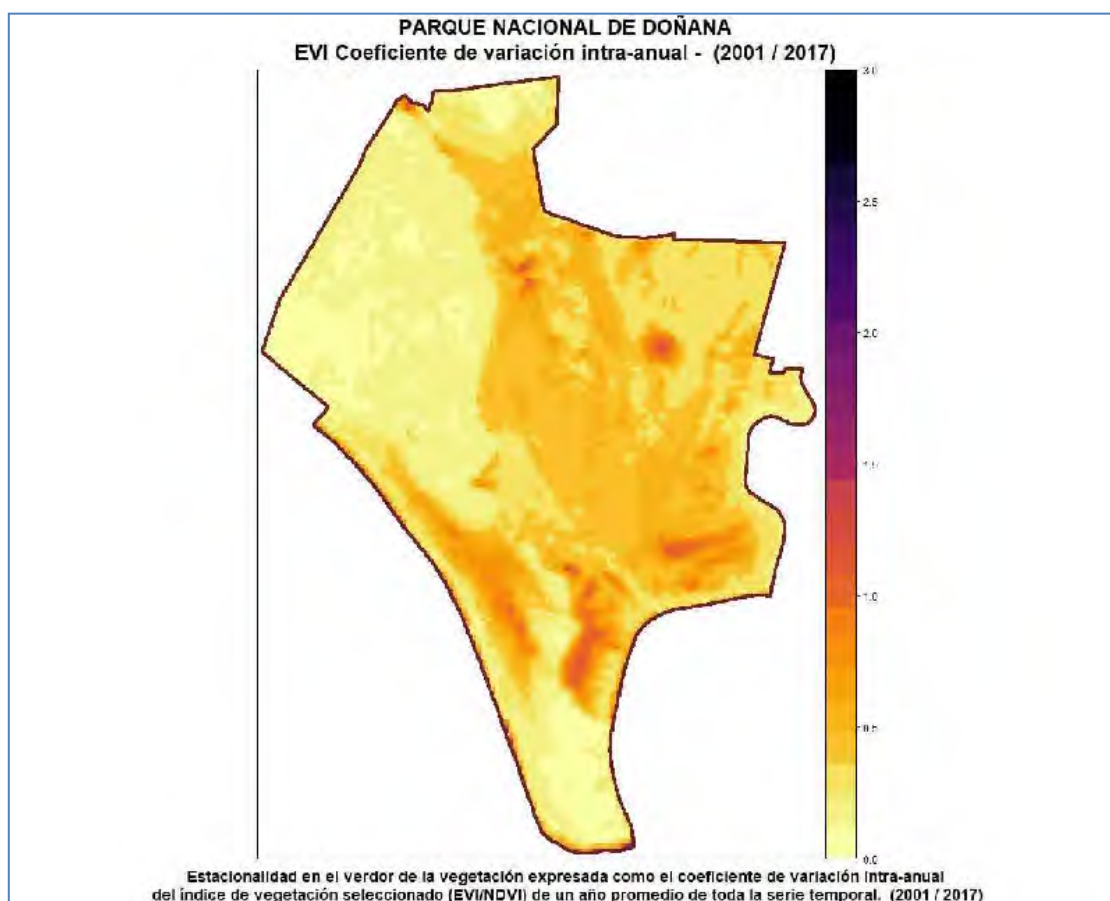 PARQUE NACIONAL DE DOÑANA
EVI Coeficiente de variación intra-anual - (2001 / 2017)
3.0
2.5
2.0
1.5
1.0
0.5
0.0
Estacionalidad en el verdor de la vegetación expresada como el coeficiente de variación intra-anual
del índice de vegetación seleccionado (EVI/NDVI) de un año promedio de toda la serie temporal. (2001 / 2017)